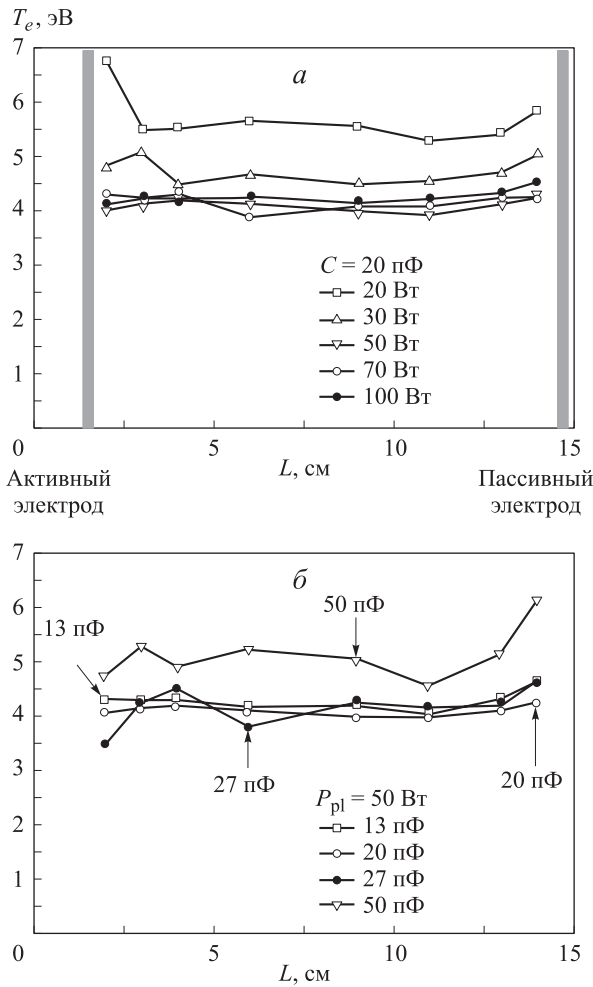 Te, эВ
7
а
6
5
4
3
C = 20 пФ
20 Вт
2
30 Вт
50 Вт
1
70 Вт
100 Вт
0
5
10
15
L, см
Активный
электрод
Пассивный
электрод
7
б
50 пФ
6
13 пФ
5
4
3
27 пФ
20 пФ
Ppl = 50 Вт
2
13 пФ
20 пФ
1
27 пФ
50 пФ
0
5
10
15
L, см